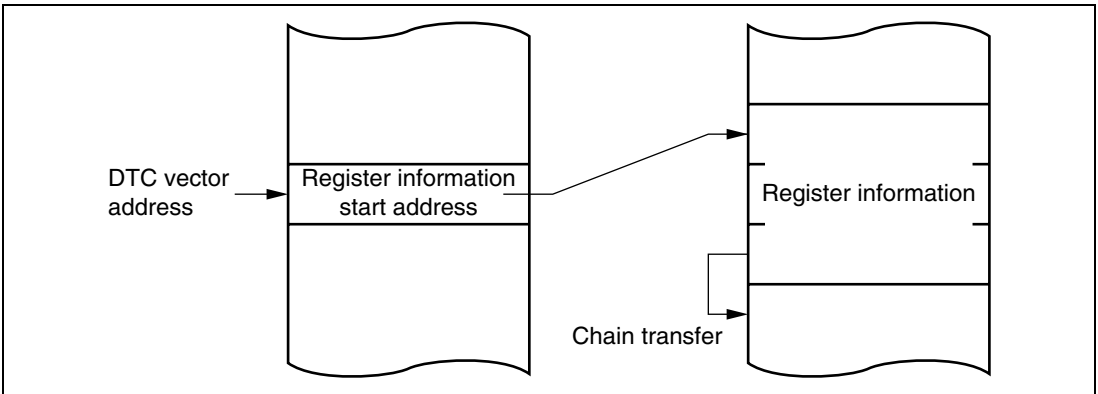 DTC vector
address
Register information
start address
Register information
Chain transfer